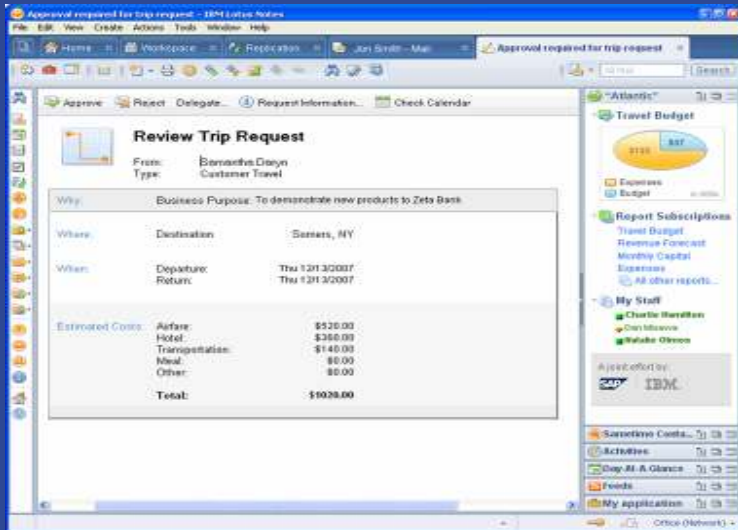 Approval required for trip request - IBM Lotus Notes
File Edit View Create Actions Tools Window Help
Home Workspace Replication Jon Smith - Mail Approval required for trip request
Search
Approve Reject Delegate... Request Information... Check Calendar
Review Trip Request
From: Samantha Daryn
Type: Customer Travel
Why: Business Purpose: To demonstrate new products to Zeta Bank
Where: Destination Somers, NY
When: Departure: Thu 12/13/2007
Return: Thu 12/13/2007
Estimated Costs: Airfare: $520.00
Hotel: $360.00
Transportation: $140.00
Meal: $0.00
Other: $0.00
Total: $1020.00
"Atlantic"
Travel Budget
Expenses
Budget
Report Subscriptions
Travel Budget
Revenue Forecast
Monthly Capital
Expenses
All other reports...
My Staff
Charlie Hamilton
Dan Misawa
Natalie Olmos
A joint effort by:
SAP IBM
Sametime Conta...
Activities
Day-At-A-Glance
Feeds
My application
Office (Network)